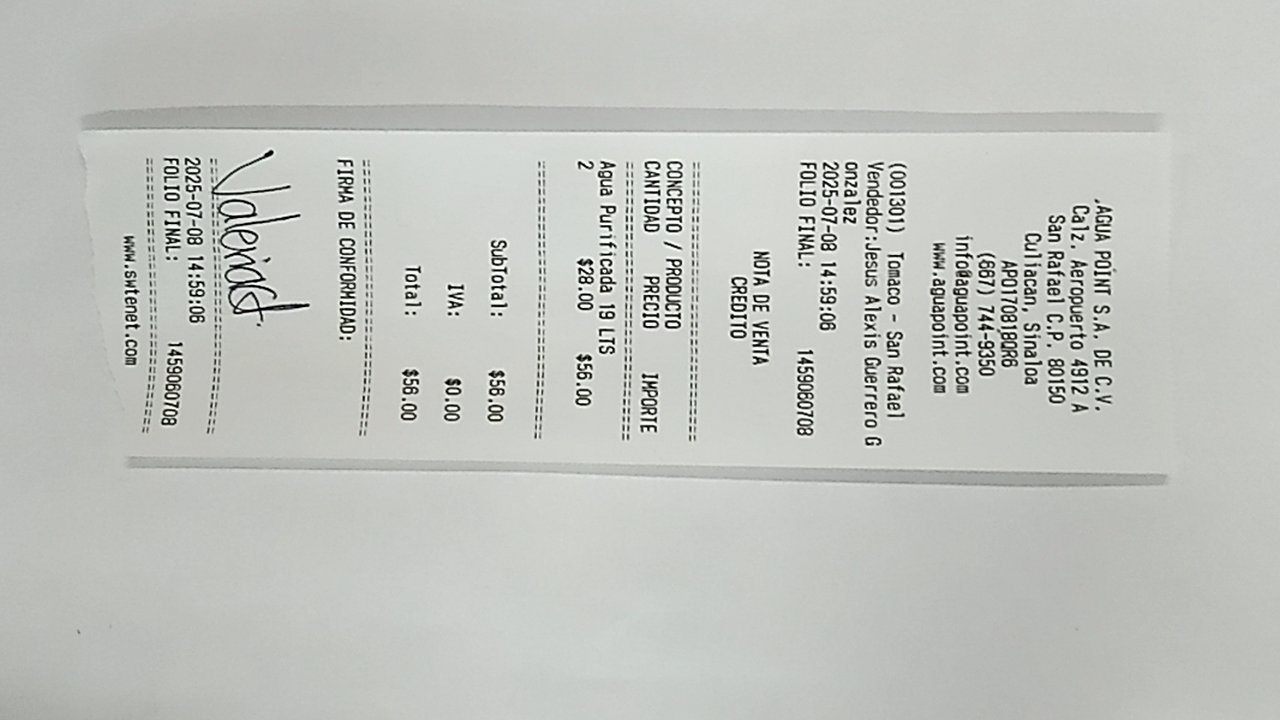 .AGUA POINT S.A. DE C.V.
Calz. Aeropuerto 4912 A
San Rafael C.P. 80150
Culiacan, Sinaloa
APO170818QR6
(667) 744-9350
info@aguapoint.com
www.aguapoint.com
(001301) Tomaco - San Rafael
Vendedor:Jesus Alexis Guerrero G
onzalez
2025-07-08 14:59:06
FOLIO FINAL: 1459060708
NOTA DE VENTA
CREDITO
CONCEPTO / PRODUCTO
CANTIDAD PRECIO IMPORTE
Agua Purificada 19 LTS
2 $28.00 $56.00
SubTotal: $56.00
IVA: $0.00
Total: $56.00
FIRMA DE CONFORMIDAD:
2025-07-08 14:59:06
FOLIO FINAL: 1459060708
www.swtenet.com